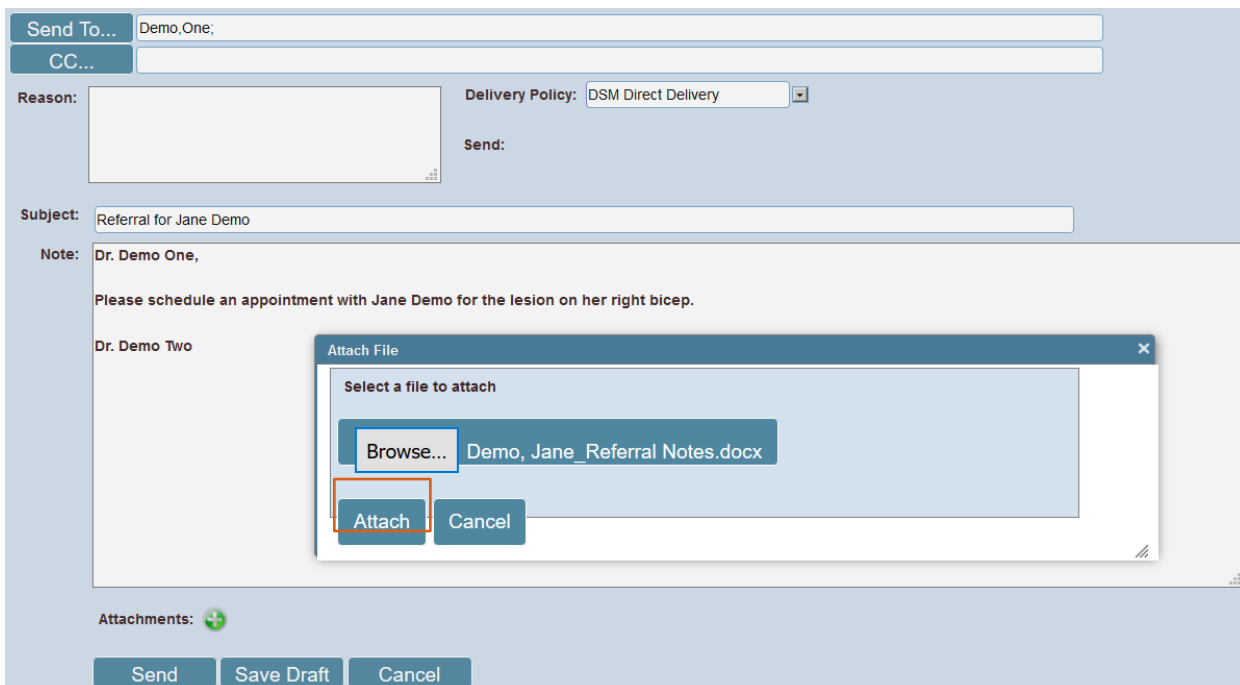 Send To... Demo,One;
CC...
Reason:
Delivery Policy: DSM Direct Delivery
Send:
Subject: Referral for Jane Demo
Note: Dr. Demo One,
Please schedule an appointment with Jane Demo for the lesion on her right bicep.
Dr. Demo Two
Attach File
Select a file to attach
Browse... Demo, Jane_Referral Notes.docx
Attach Cancel
Attachments:
Send Save Draft Cancel